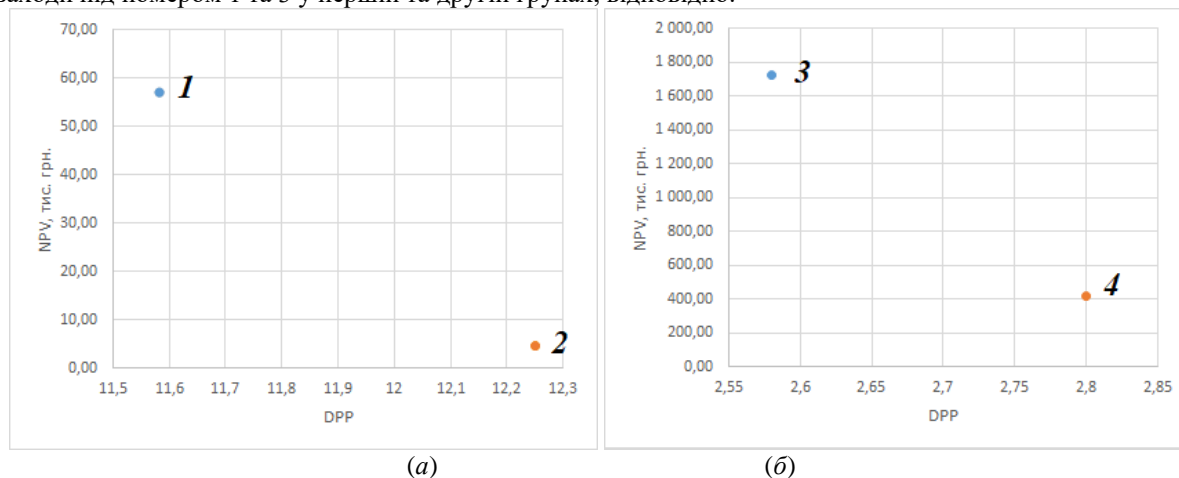 заходи під номером 1 та 3 у першій та другій групах, відповідно.
70,00
60,00
50,00
40,00
30,00
20,00
10,00
0,00
NPV, тис. грн.
1
2
11,5 11,6 11,7 11,8 11,9 12 12,1 12,2 12,3
DPP
(а)
2 000,00
1 800,00
1 600,00
1 400,00
1 200,00
1 000,00
800,00
600,00
400,00
200,00
0,00
NPV, тис. грн.
3
4
2,55 2,6 2,65 2,7 2,75 2,8 2,85
DPP
(б)